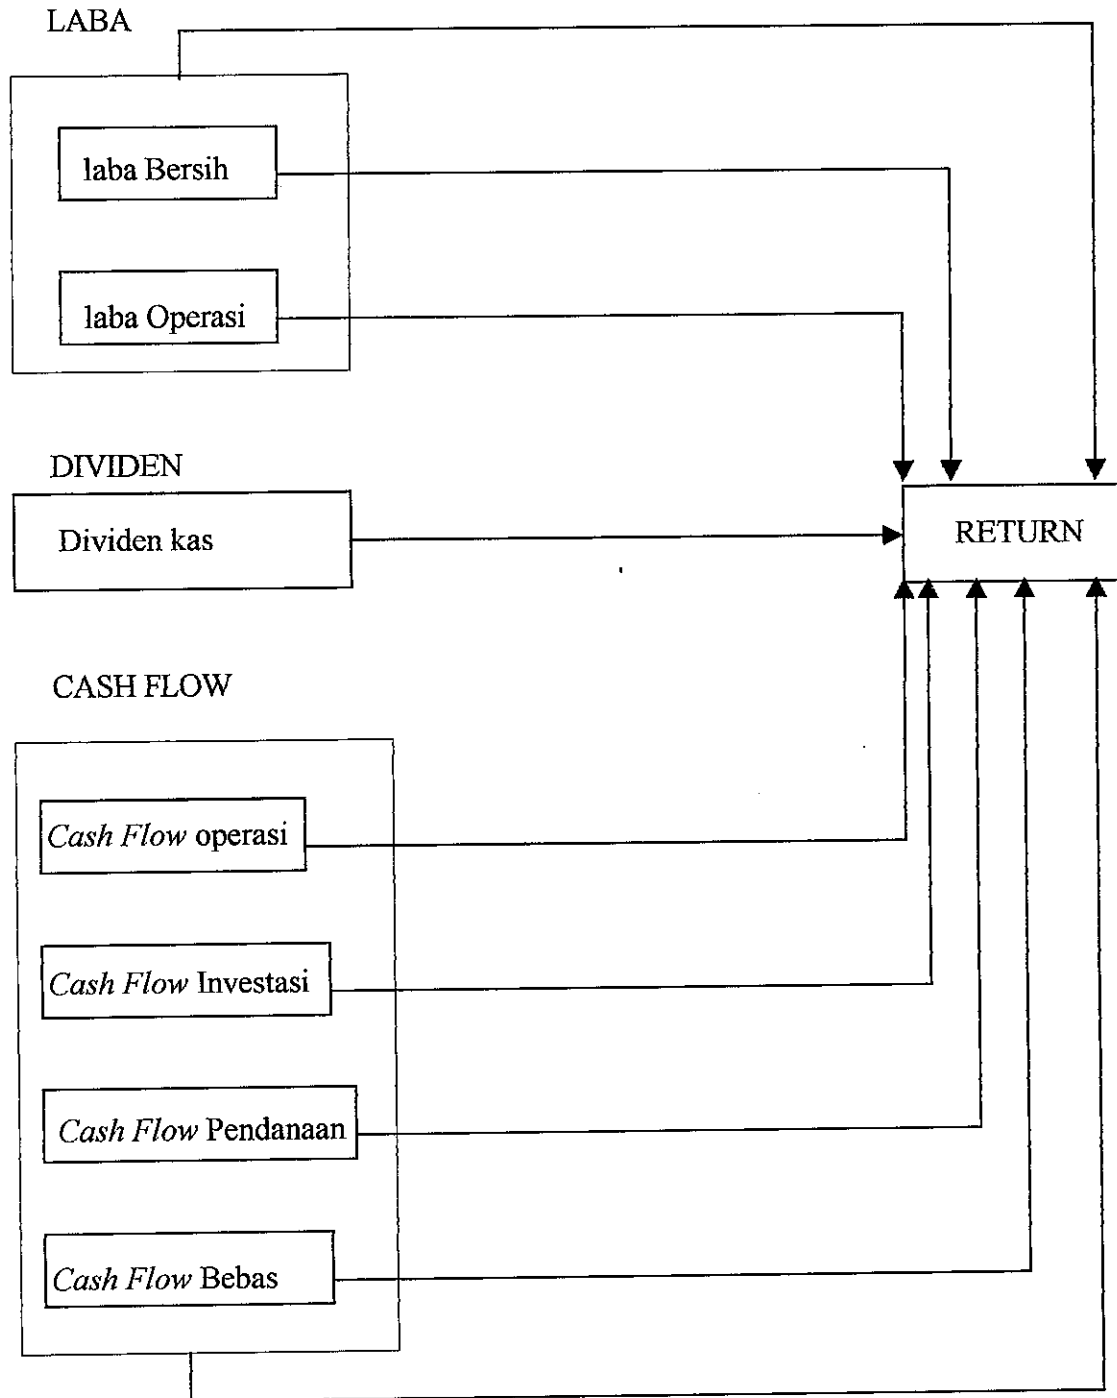 LABA
laba Bersih
laba Operasi
DIVIDEN
Dividen kas
RETURN
CASH FLOW
Cash Flow operasi
Cash Flow Investasi
Cash Flow Pendanaan
Cash Flow Bebas